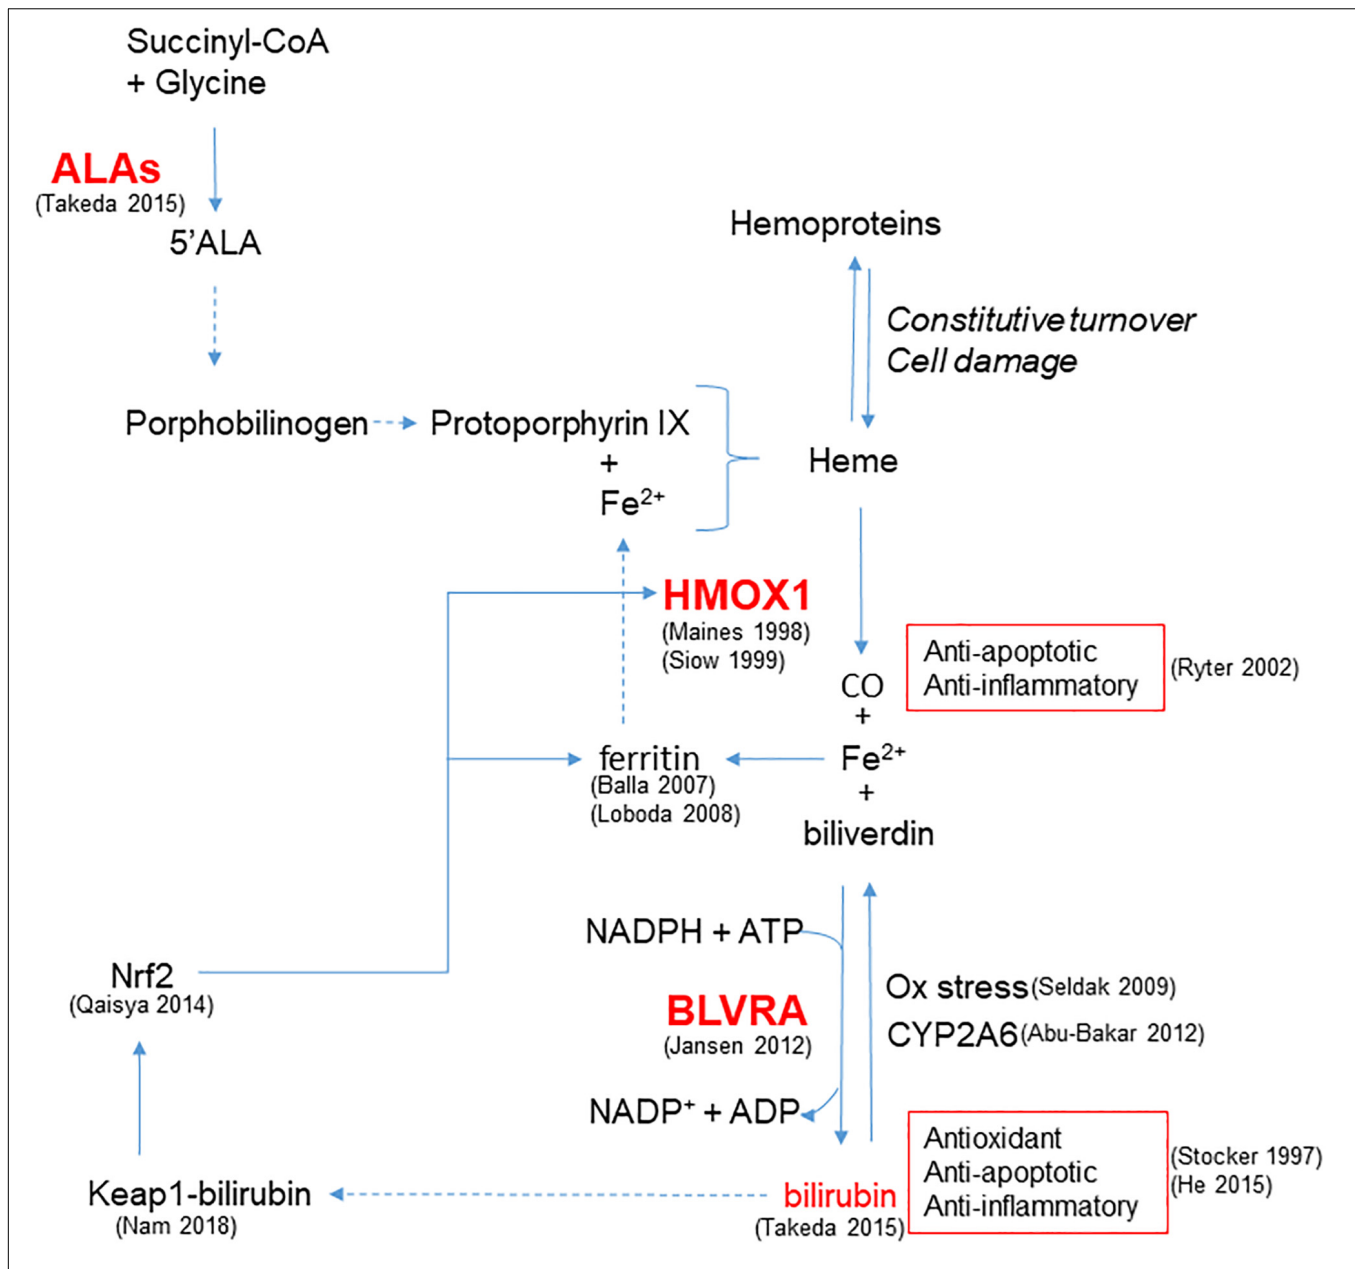 Succinyl-CoA
+ Glycine
ALAs
(Takeda 2015)
5'ALA
Hemoproteins
Constitutive turnover
Cell damage
Porphobilinogen
Protoporphyrin IX
+
Fe2+
Heme
HMOX1
(Maines 1998)
(Siow 1999)
CO
+
Fe2+
+
biliverdin
Anti-apoptotic
Anti-inflammatory
(Ryter 2002)
ferritin
(Balla 2007)
(Loboda 2008)
NADPH + ATP
Nrf2
(Qaisya 2014)
BLVRA
(Jansen 2012)
Ox stress (Seldak 2009)
CYP2A6 (Abu-Bakar 2012)
NADP+ + ADP
Keap1-bilirubin
(Nam 2018)
bilirubin
(Takeda 2015)
Antioxidant
Anti-apoptotic
Anti-inflammatory
(Stocker 1997)
(He 2015)